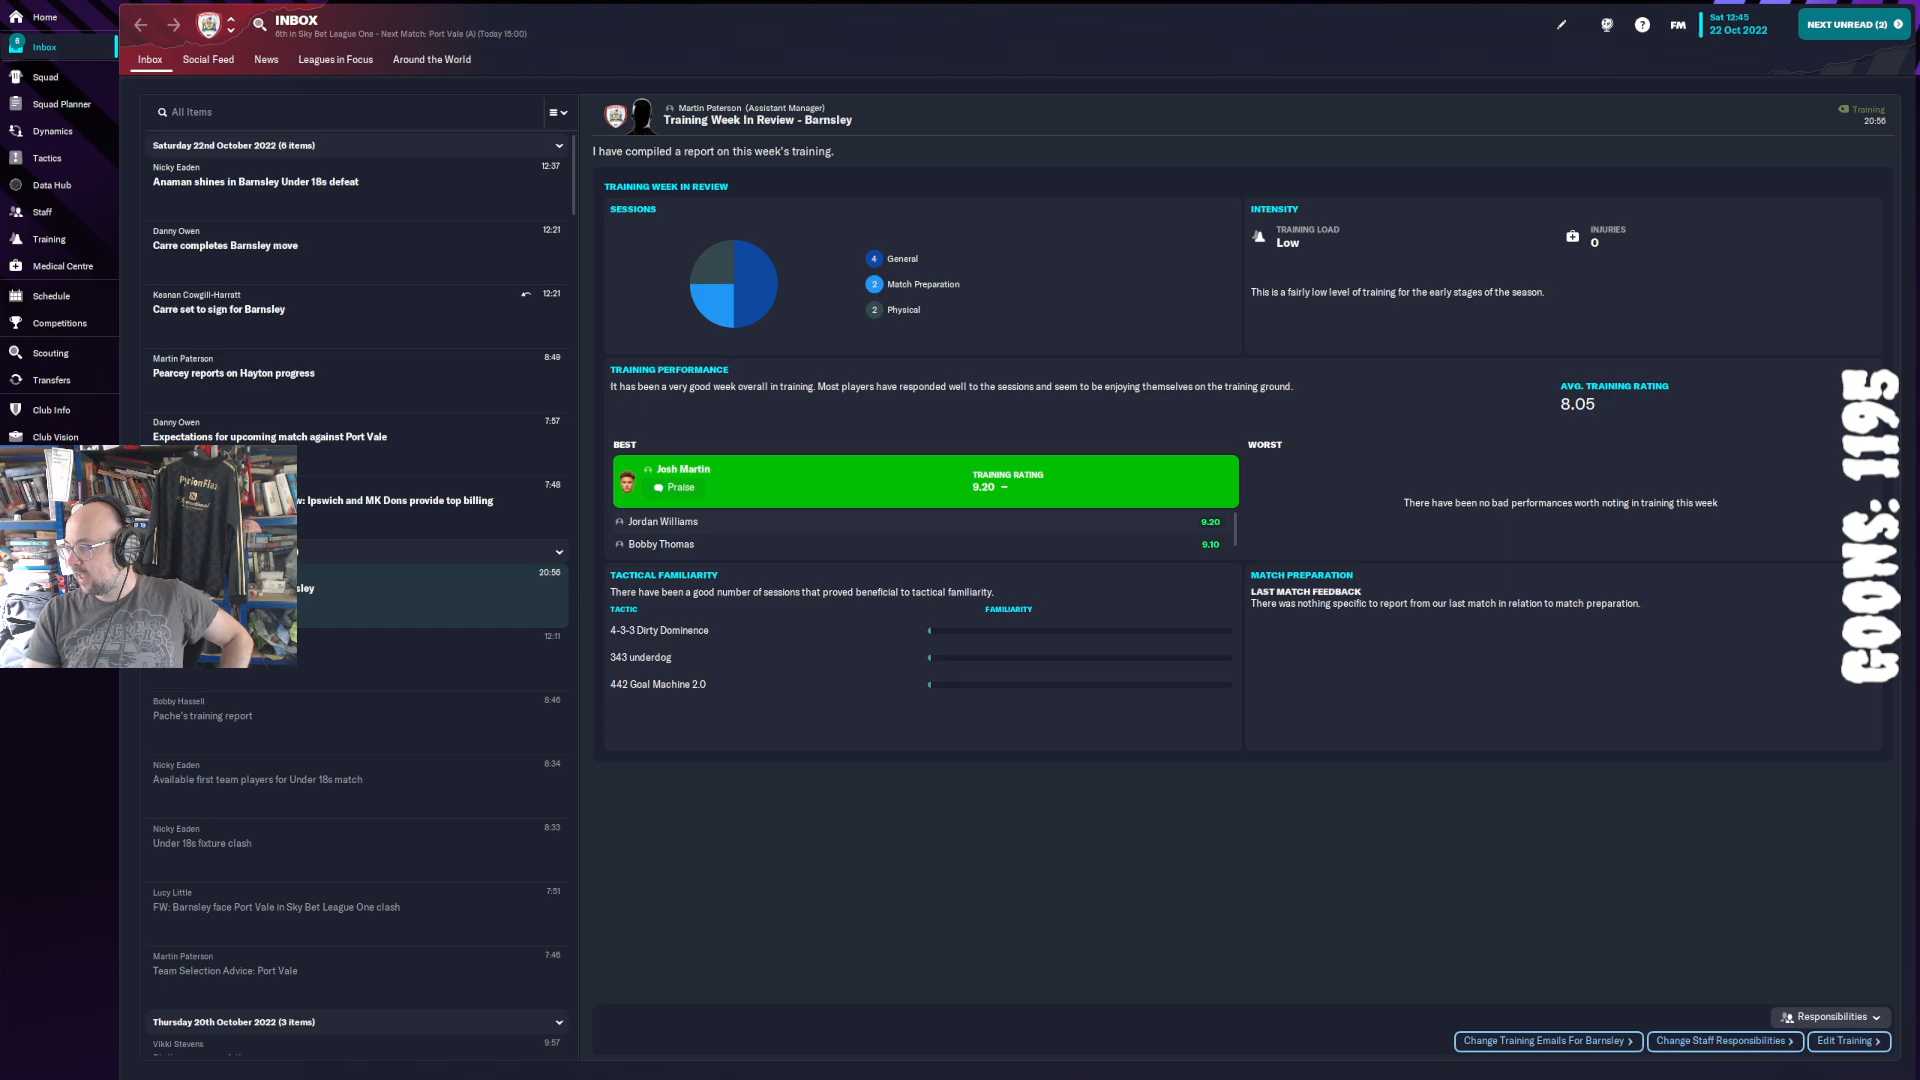 Home
Inbox
6
Squad
Squad Planner
Dynamics
Tactics
Data Hub
Staff
Training
Medical Centre
Schedule
Competitions
Scouting
Transfers
Club Info
Club Vision
INBOX
6th in Sky Bet League One - Next Match: Port Vale (A) (Today 15:00)
FM
Sat 12:45
22 Oct 2022
NEXT UNREAD (2)
Inbox
Social Feed
News
Leagues in Focus
Around the World
All Items
Saturday 22nd October 2022 (6 items)
Nicky Eaden 12:37
Anaman shines in Barnsley Under 18s defeat
Danny Owen 12:21
Carre completes Barnsley move
Keanan Cowgill-Harratt 12:21
Carre set to sign for Barnsley
Martin Paterson 8:49
Pearcey reports on Hayton progress
Danny Owen 7:57
Expectations for upcoming match against Port Vale
7:48
w: Ipswich and MK Dons provide top billing
20:56
sley
12:11
Bobby Hassell 8:46
Pache's training report
Nicky Eaden 8:34
Available first team players for Under 18s match
Nicky Eaden 8:33
Under 18s fixture clash
Lucy Little 7:51
FW: Barnsley face Port Vale in Sky Bet League One clash
Martin Paterson 7:46
Team Selection Advice: Port Vale
Thursday 20th October 2022 (3 items)
Vikki Stevens 9:57
Martin Paterson (Assistant Manager)
Training Week In Review - Barnsley
Training
20:56
I have compiled a report on this week's training.
TRAINING WEEK IN REVIEW
SESSIONS
4 General
2 Match Preparation
2 Physical
INTENSITY
TRAINING LOAD
Low
INJURIES
0
This is a fairly low level of training for the early stages of the season.
TRAINING PERFORMANCE
It has been a very good week overall in training. Most players have responded well to the sessions and seem to be enjoying themselves on the training ground.
AVG. TRAINING RATING
8.05
BEST
Josh Martin
Praise
TRAINING RATING
9.20 –
Jordan Williams 9.20
Bobby Thomas 9.10
WORST
There have been no bad performances worth noting in training this week
TACTICAL FAMILIARITY
There have been a good number of sessions that proved beneficial to tactical familiarity.
TACTIC FAMILIARITY
4-3-3 Dirty Dominence
343 underdog
442 Goal Machine 2.0
MATCH PREPARATION
LAST MATCH FEEDBACK
There was nothing specific to report from our last match in relation to match preparation.
GOONS: 1195
Responsibilities
Change Training Emails For Barnsley
Change Staff Responsibilities
Edit Training